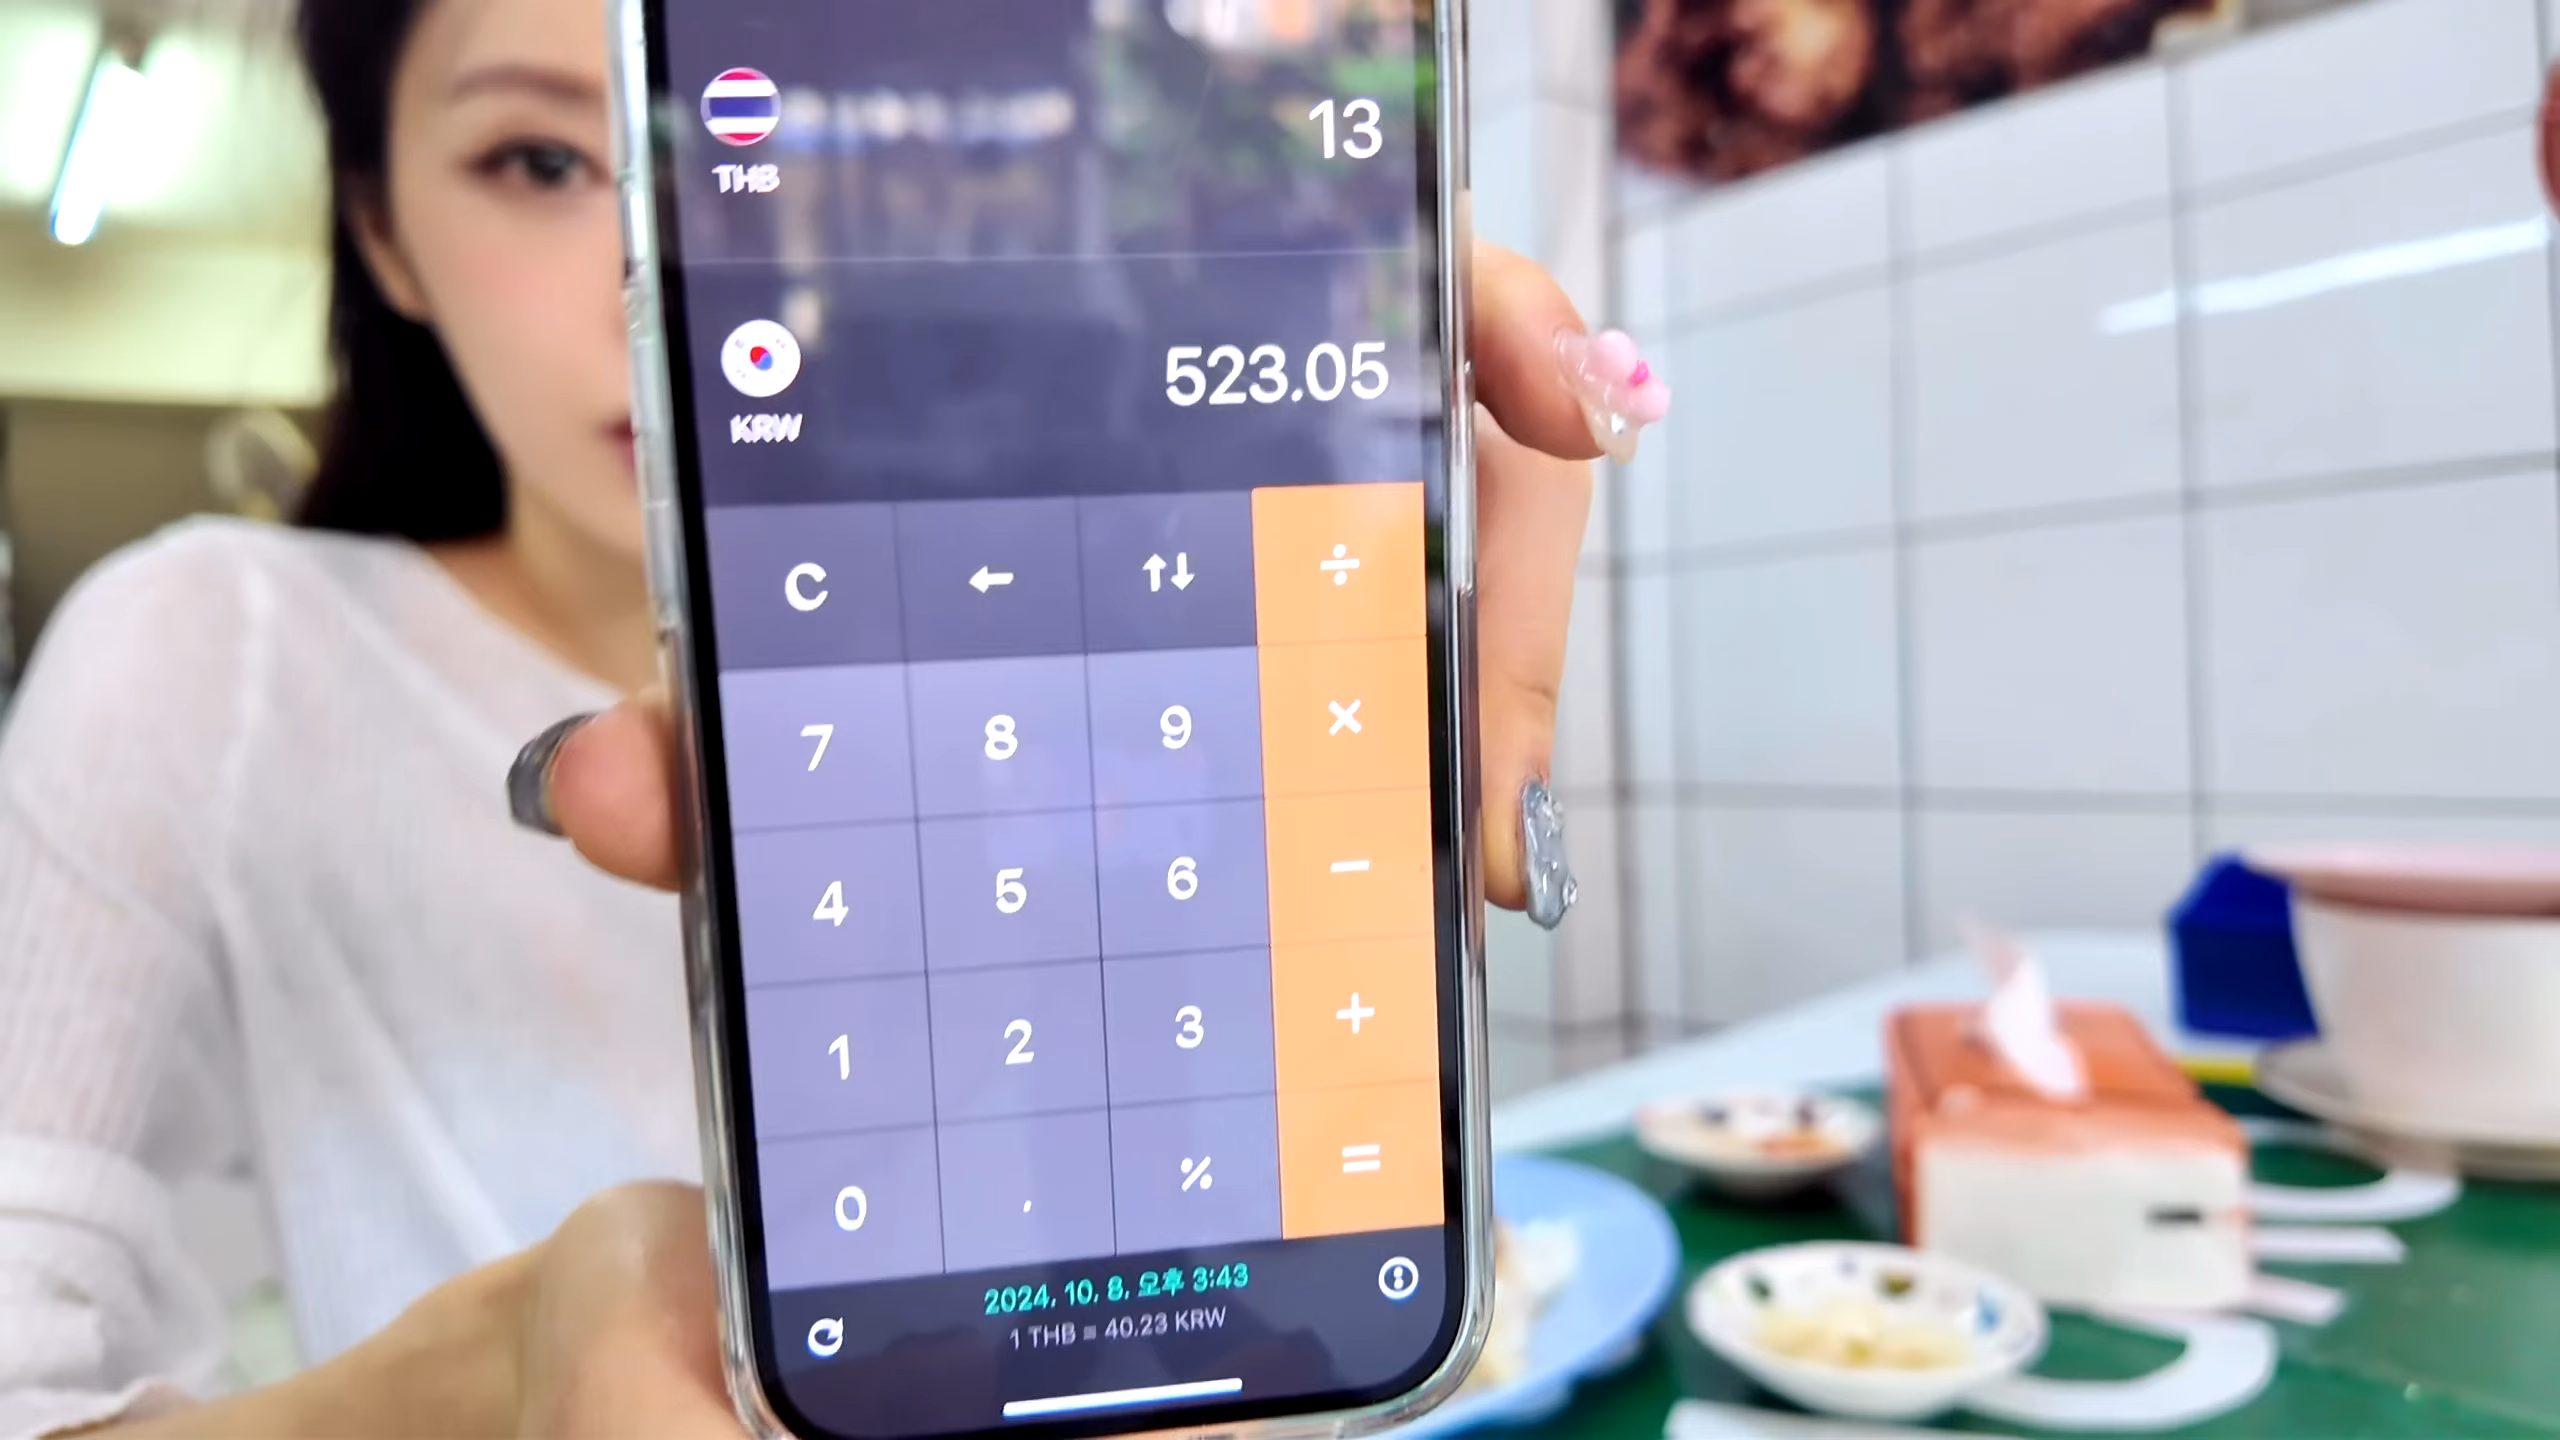 THB
13
KRW
523.05
C ← ↑↓ ÷
7 8 9 ×
4 5 6 −
1 2 3 +
0 . % =
2024. 10. 8. 오후 3:43
1 THB = 40.23 KRW